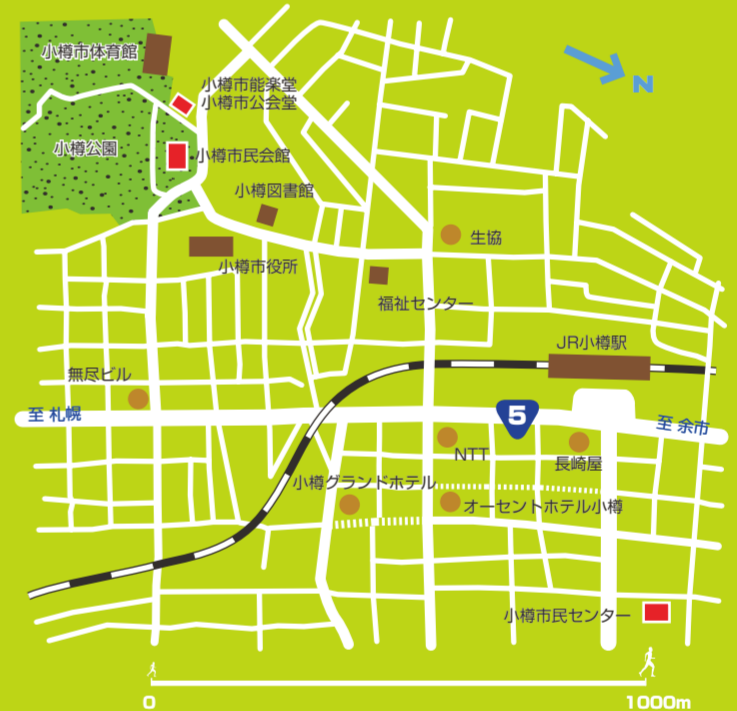 小樽市体育館
小樽市能楽堂
小樽市公会堂
N
小樽公園
小樽市民会館
小樽図書館
生協
小樽市役所
福祉センター
JR小樽駅
無尽ビル
至 札幌
5
至 余市
NTT
長崎屋
小樽グランドホテル
オーセントホテル小樽
小樽市民センター
0
1000m